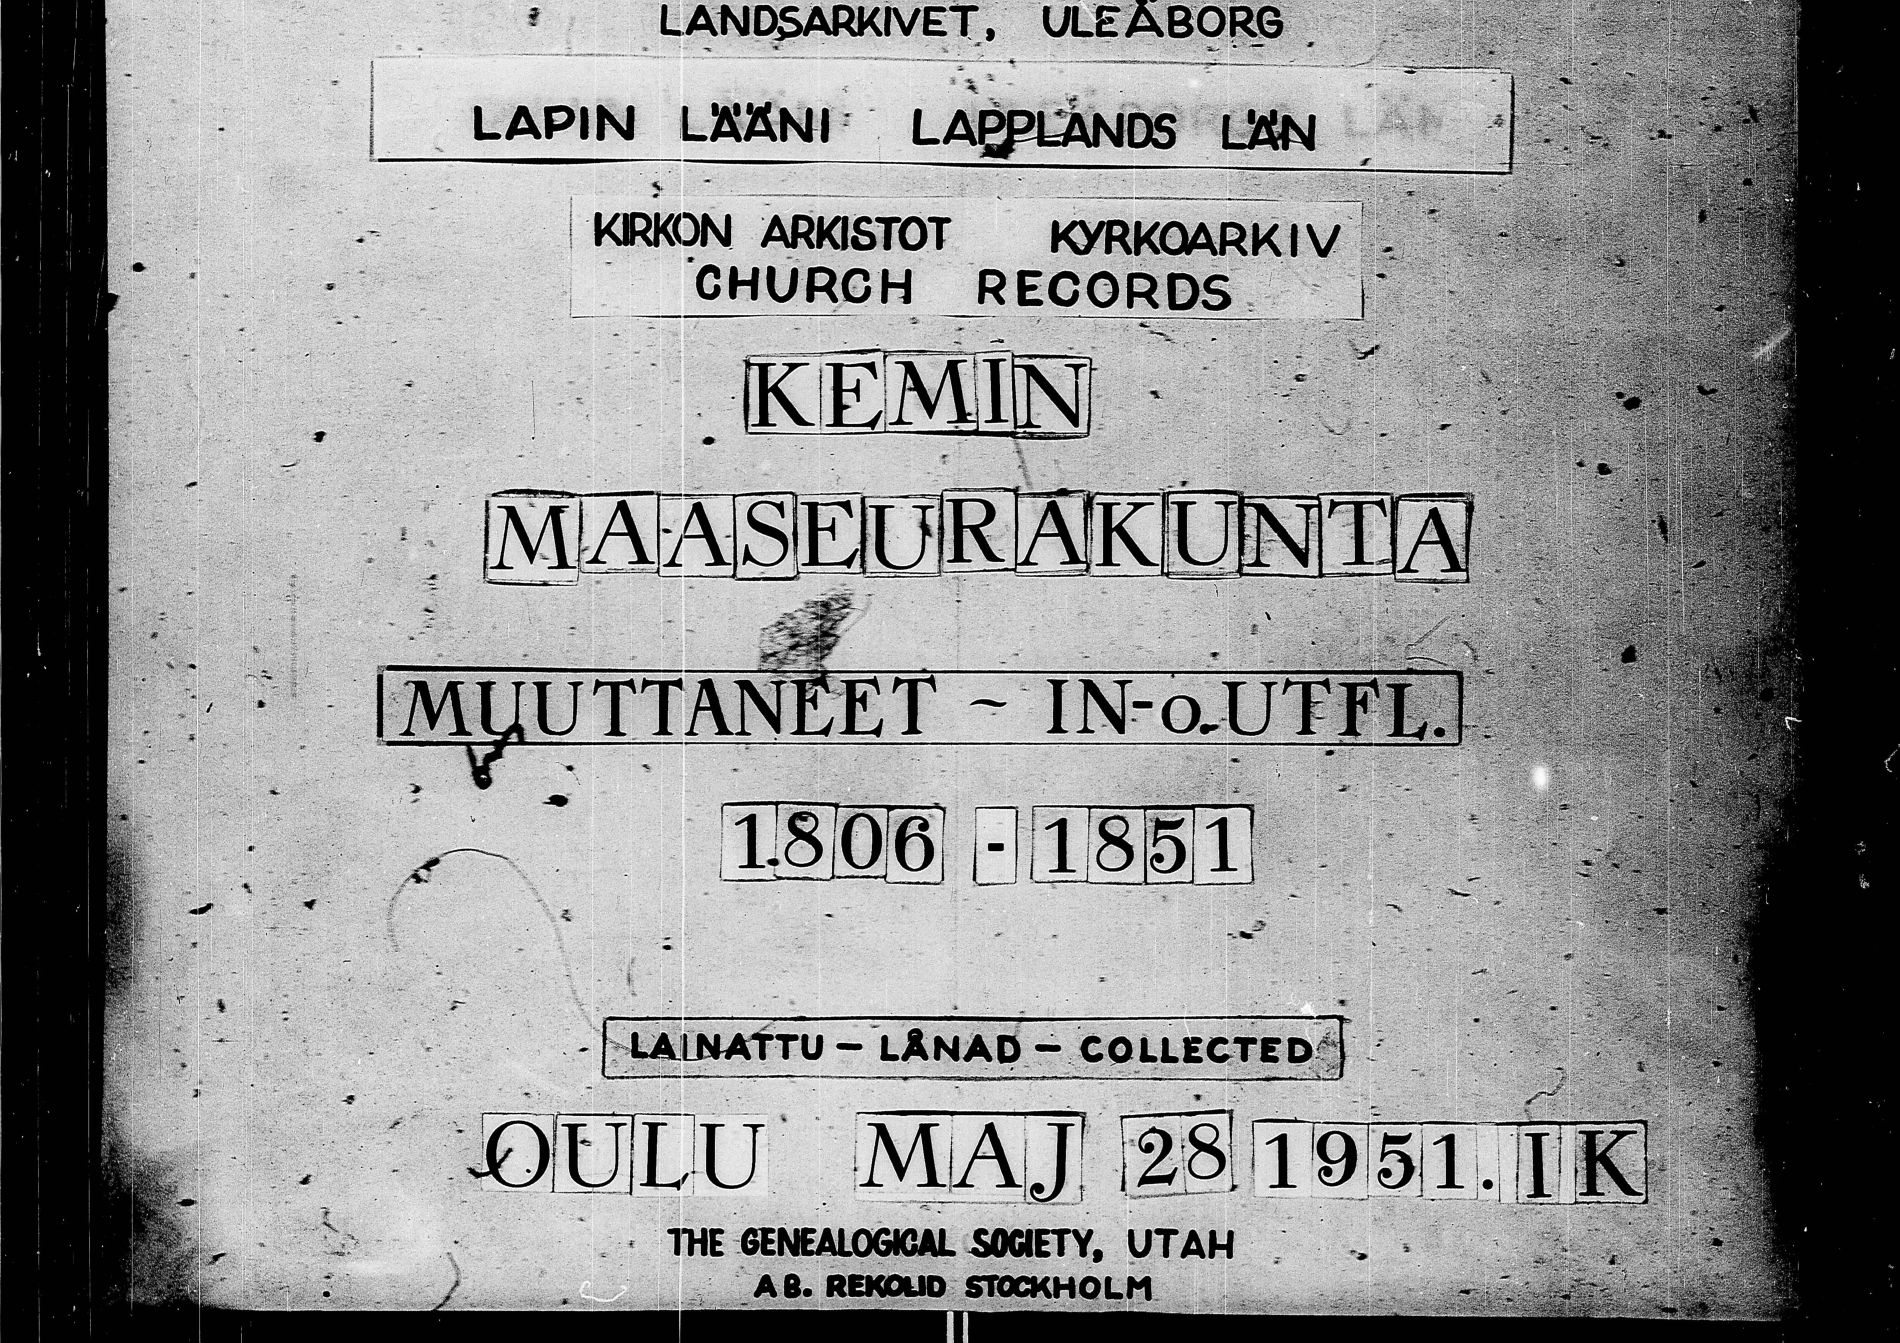 LANDSARKIVET, ULEÅBORG
LAPIN LÄÄNI LAPPLANDS LÄN
KIRKON ARKISTOT KYRKOARKIV
CHURCH RECORDS
KEMIN
MAASEURAKUNTA
MUUTTANEET ~ IN-o.UTFL.
1806 - 1851
LAINATTU – LÅNAD – COLLECTED
OULU MAJ 28 1951. IK
THE GENEALOGICAL SOCIETY, UTAH
AB. REKOLID STOCKHOLM